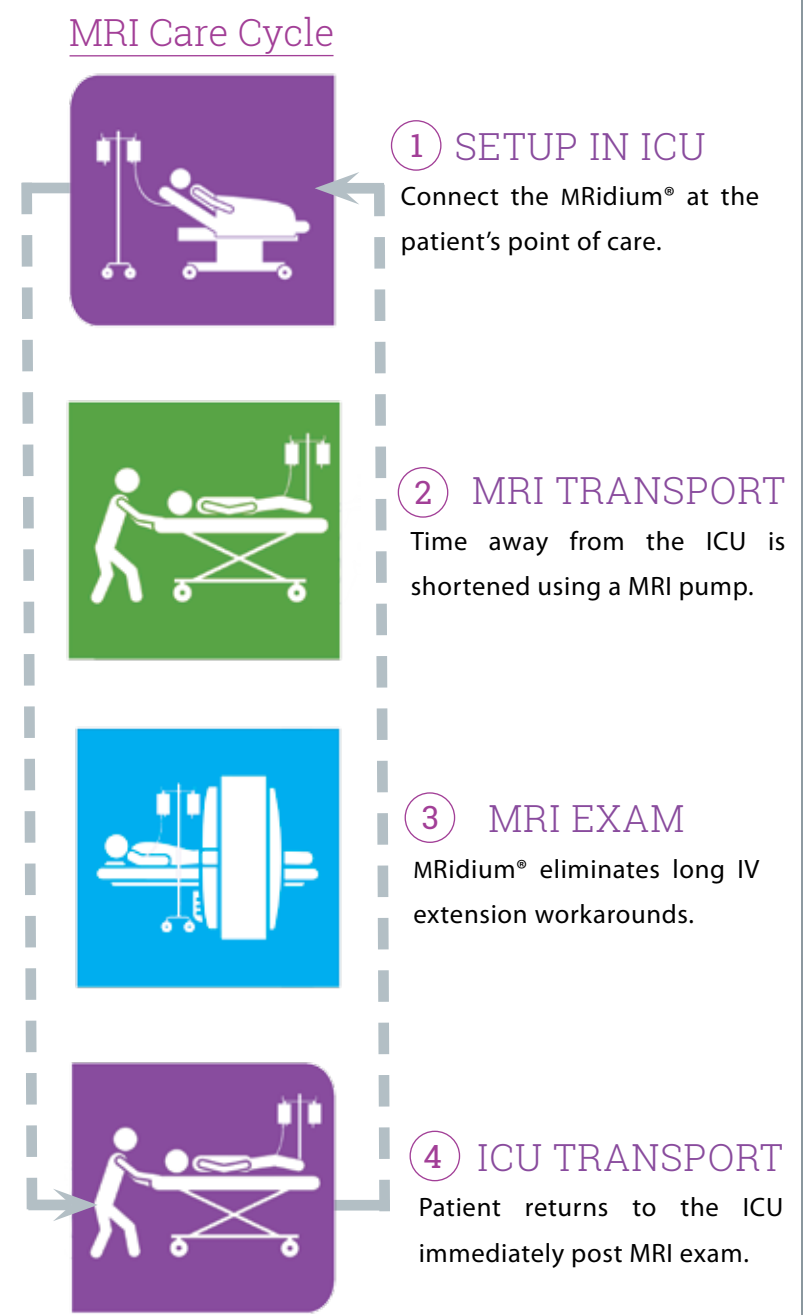 MRI Care Cycle
1 SETUP IN ICU
Connect the MRidium® at the
patient’s point of care.
2 MRI TRANSPORT
Time away from the ICU is
shortened using a MRI pump.
3 MRI EXAM
MRidium® eliminates long IV
extension workarounds.
4 ICU TRANSPORT
Patient returns to the ICU
immediately post MRI exam.